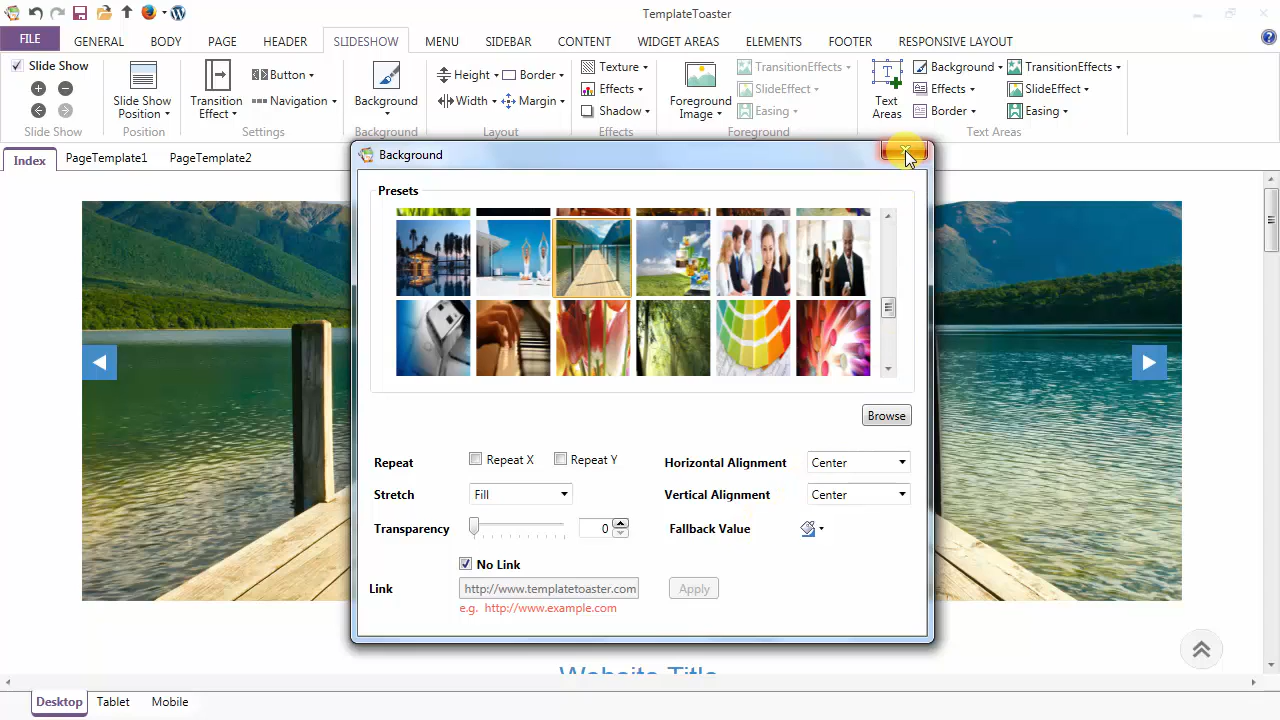 TemplateToaster
FILE GENERAL BODY PAGE HEADER SLIDESHOW MENU SIDEBAR CONTENT WIDGET AREAS ELEMENTS FOOTER RESPONSIVE LAYOUT
Slide Show
Slide Show
Slide Show
Position
Position
Transition
Effect
Button
Navigation
Settings
Background
Background
Height
Border
Width
Margin
Layout
Texture
Effects
Shadow
Effects
Foreground
Image
TransitionEffects
SlideEffect
Easing
Foreground
Text
Areas
Background
Effects
Border
TransitionEffects
SlideEffect
Easing
Text Areas
Index PageTemplate1 PageTemplate2
Background
Presets
Browse
Repeat Repeat X Repeat Y Horizontal Alignment Center
Stretch Fill Vertical Alignment Center
Transparency 0 Fallback Value
No Link
Link http://www.templatetoaster.com Apply
e.g. http://www.example.com
Website Title
Desktop Tablet Mobile